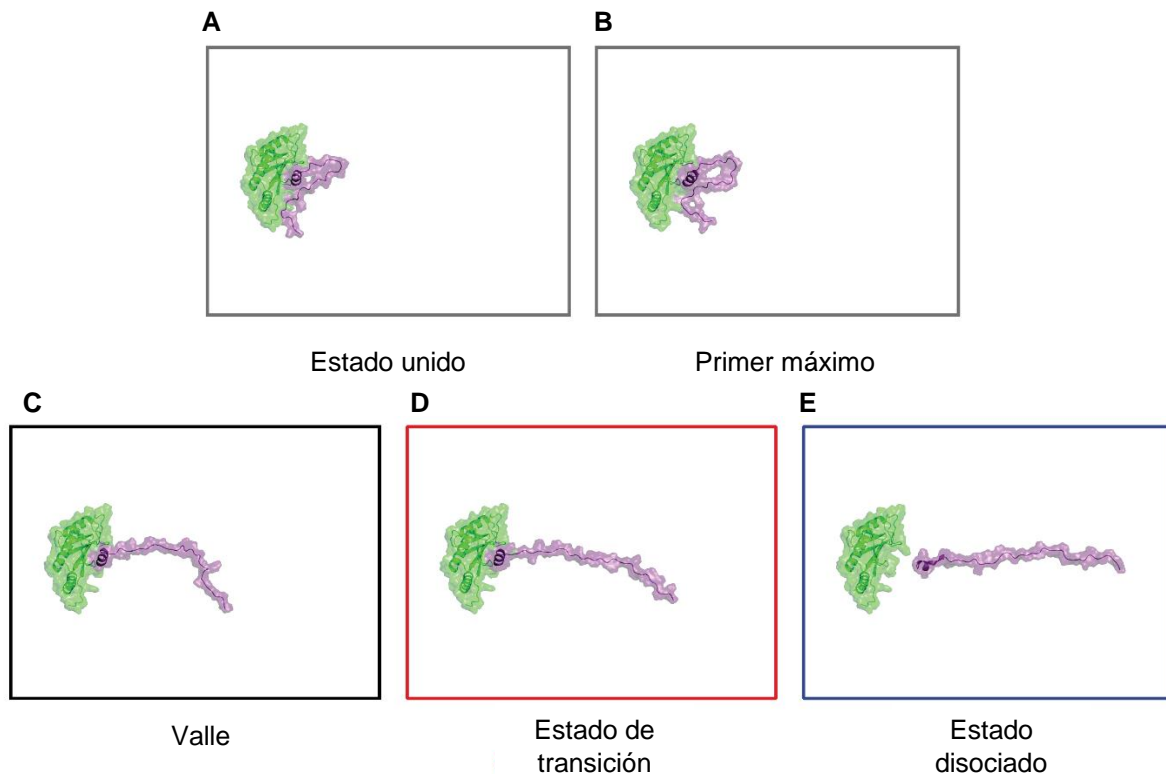 A
B
Estado unido
Primer máximo
C
D
E
Valle
Estado de
transición
Estado
disociado